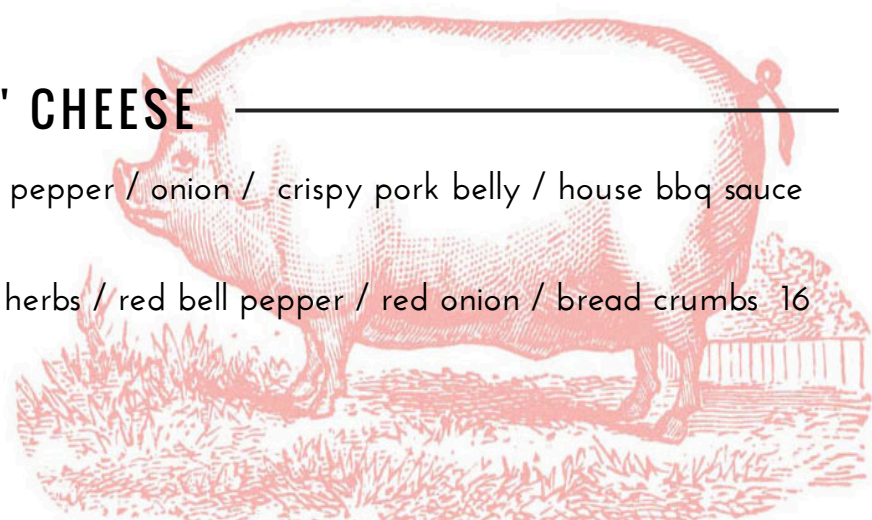 ' CHEESE
pepper / onion / crispy pork belly / house bbq sauce
herbs / red bell pepper / red onion / bread crumbs 16